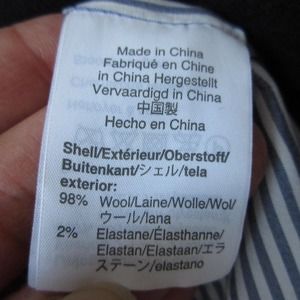 Made in China
Fabriqué en Chine
in China Hergestellt
Vervaardigd in China
中国製
Hecho en China
Shell/Extérieur/Oberstoff/
Buitenkant/シェル/tela
exterior:
98% Wool/Laine/Wolle/Wol/
ウール/lana
2% Elastane/Élasthanne/
Elastan/Elastaan/エラ
ステーン/elastano